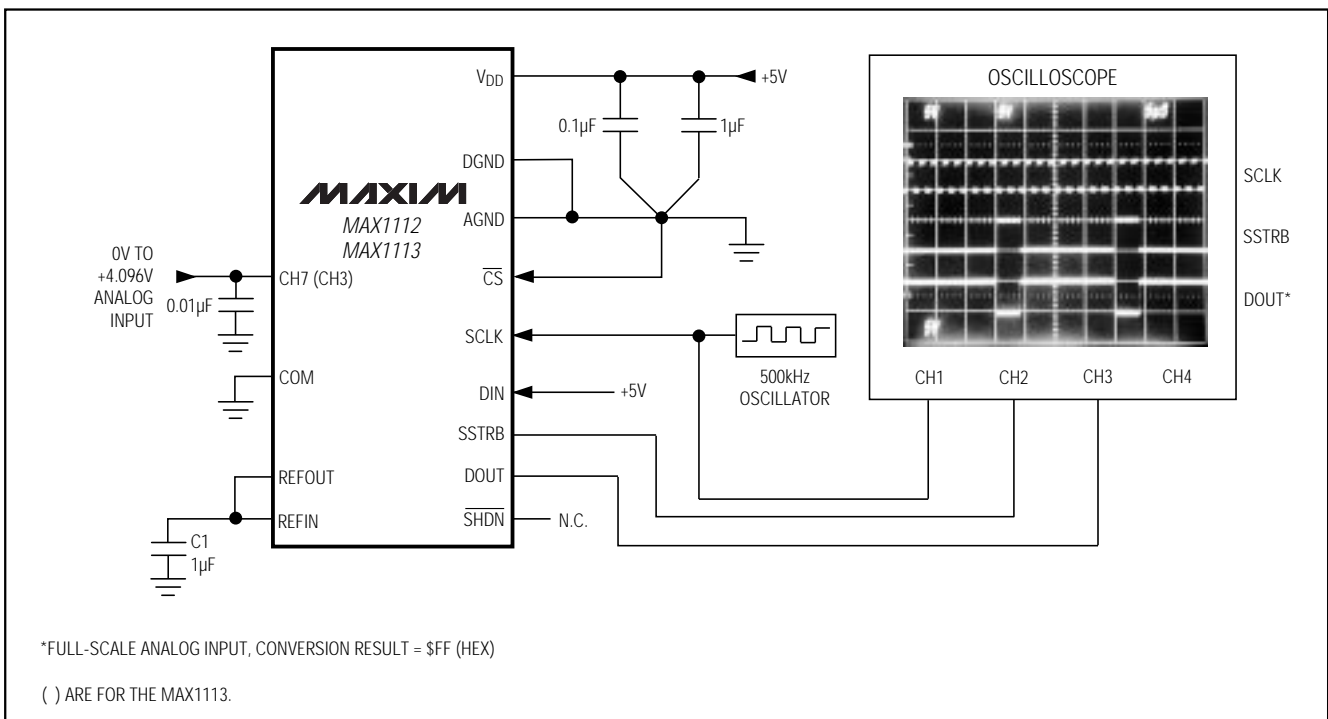 VDD
+5V
0.1µF
1µF
DGND
AGND
CS
MAXIM
MAX1112
MAX1113
0V TO
+4.096V
ANALOG
INPUT
0.01µF
CH7 (CH3)
COM
REFOUT
REFIN
C1
1µF
SCLK
DIN
+5V
SSTRB
DOUT
SHDN
N.C.
500kHz
OSCILLATOR
OSCILLOSCOPE
SCLK
SSTRB
DOUT*
CH1 CH2 CH3 CH4
*FULL-SCALE ANALOG INPUT, CONVERSION RESULT = $FF (HEX)
( ) ARE FOR THE MAX1113.